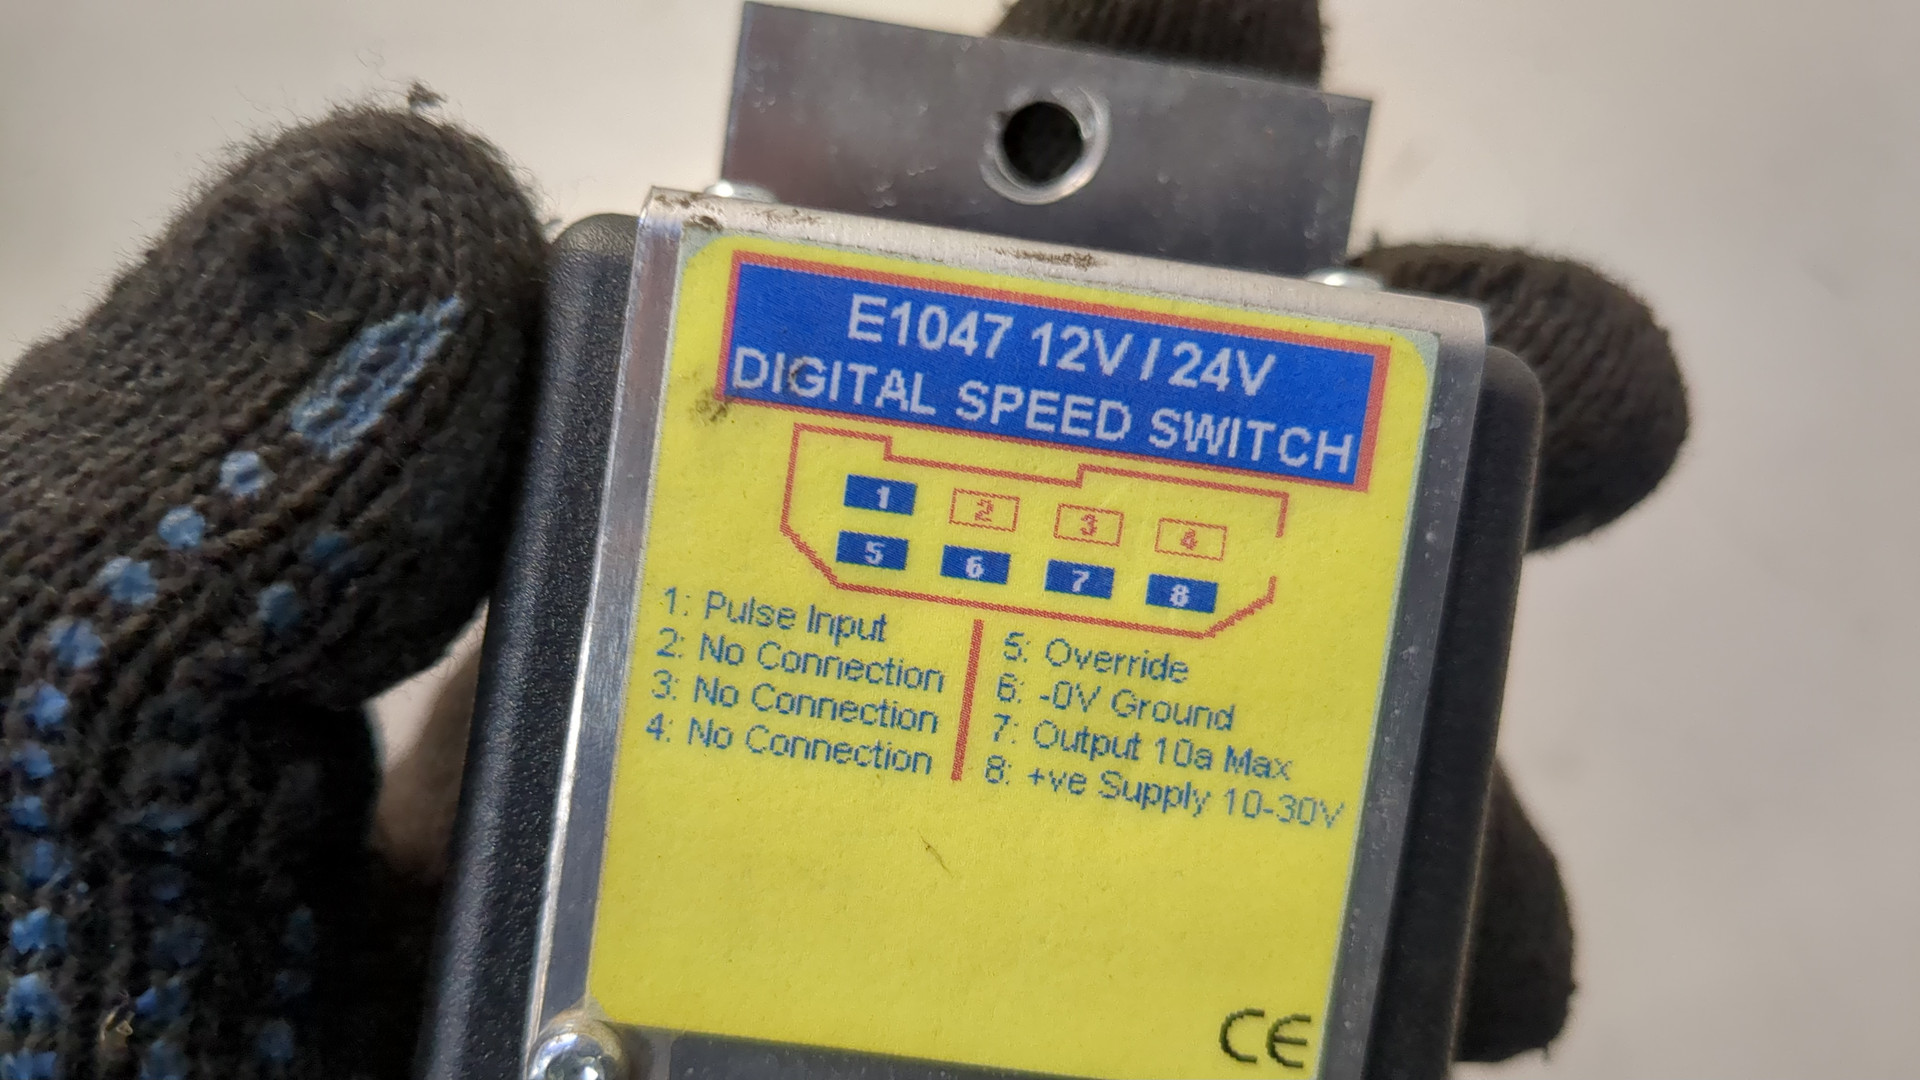 E1047 12V / 24V
DIGITAL SPEED SWITCH
1 2 3 4
5 6 7 8
1: Pulse Input
2: No Connection
3: No Connection
4: No Connection
5: Override
6: -0V Ground
7: Output 10a Max
8: +ve Supply 10-30V
CE